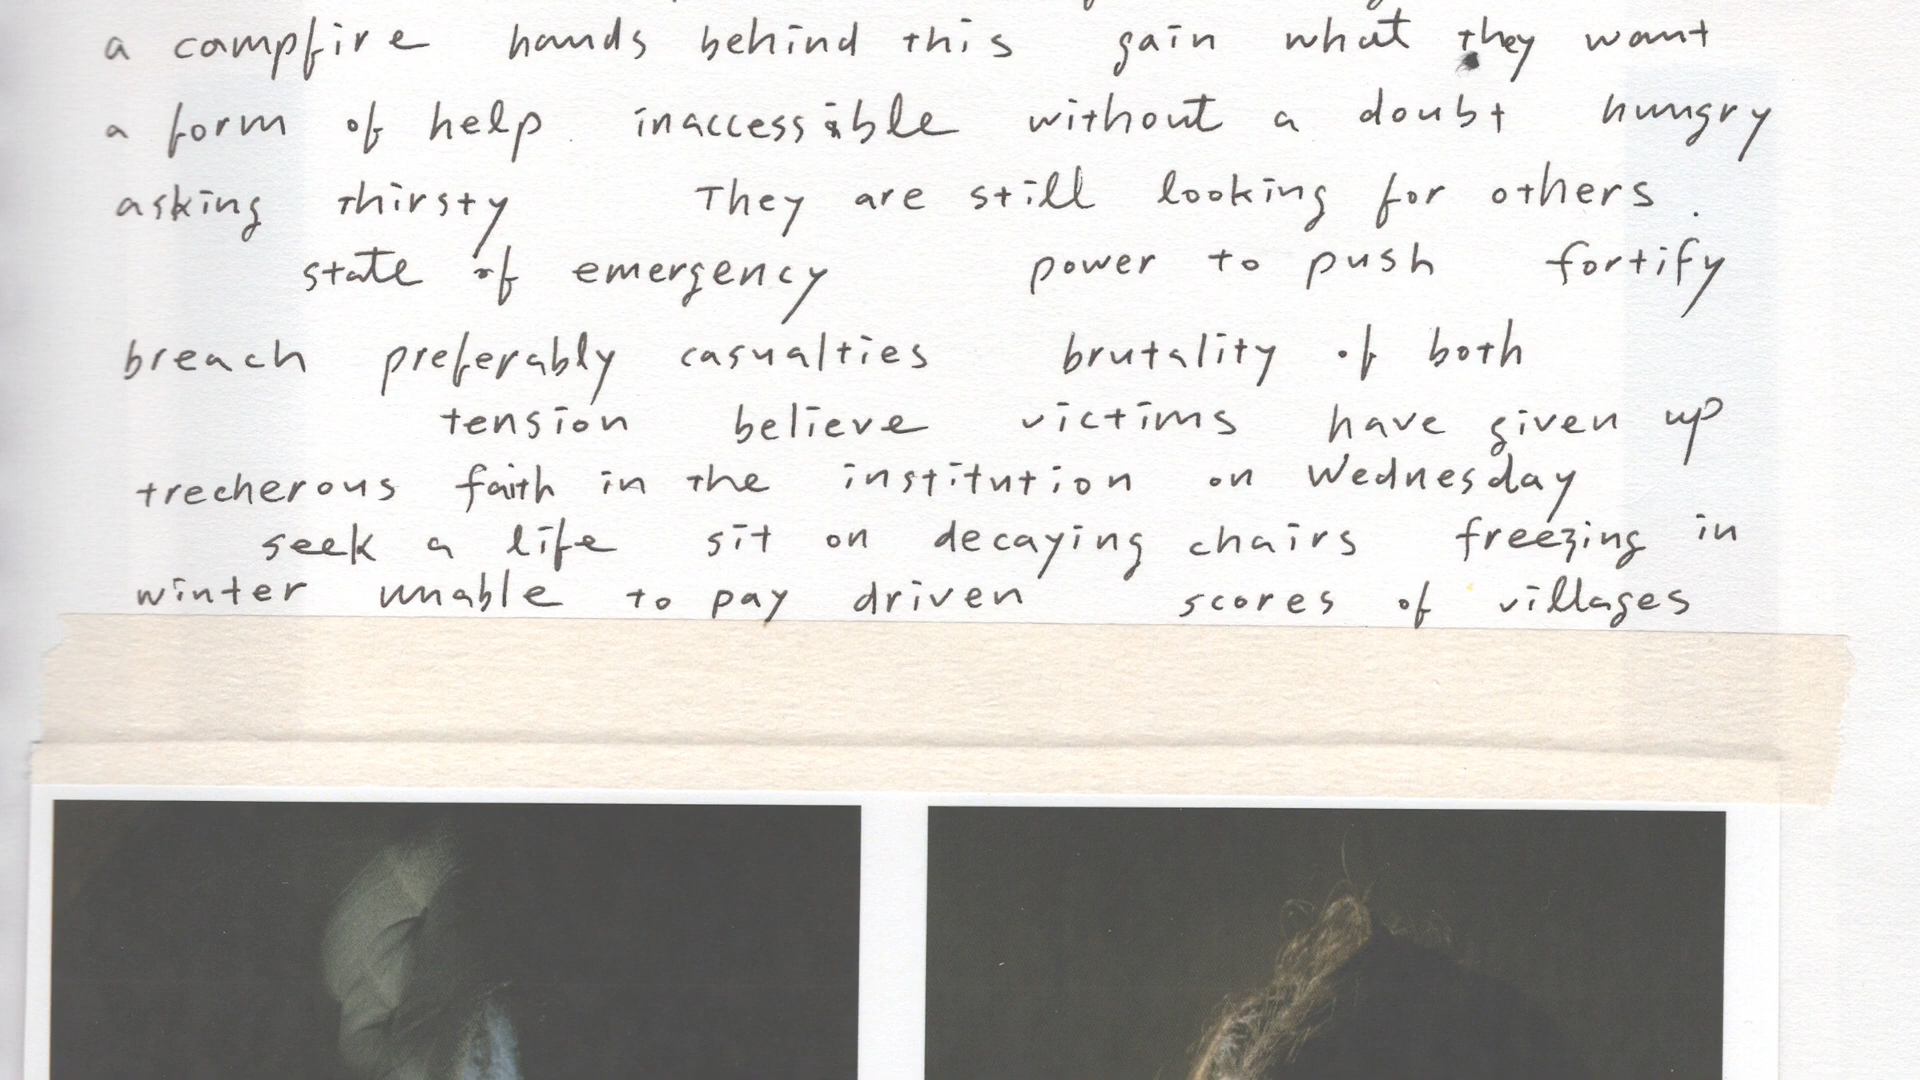 a campfire hands behind this gain what they want
a form of help inaccessible without a doubt hungry
asking thirsty They are still looking for others.
state of emergency power to push fortify
breach preferably casualties brutality of both
tension believe victims have given up
trecherous faith in the institution on Wednesday
seek a life sit on decaying chairs freezing in
winter unable to pay driven scores of villages